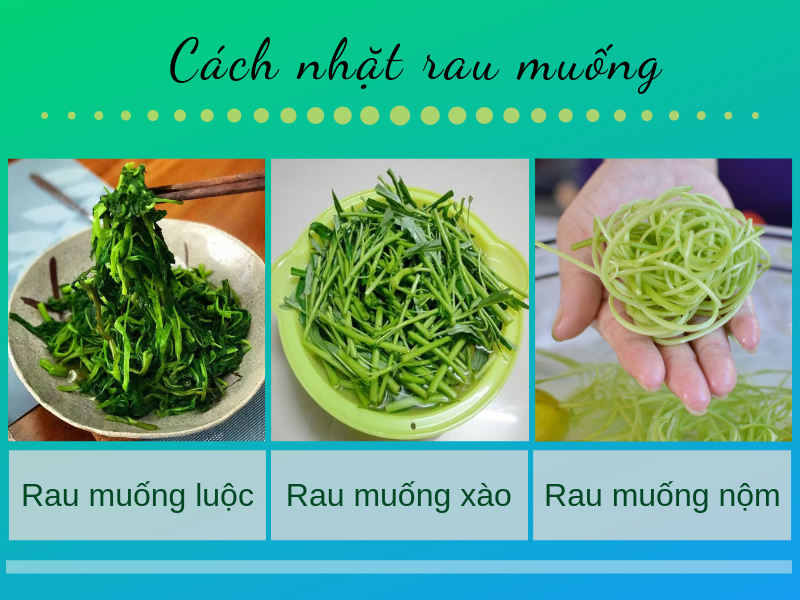 Cách nhặt rau muống
Rau muống luộc
Rau muống xào
Rau muống nộm